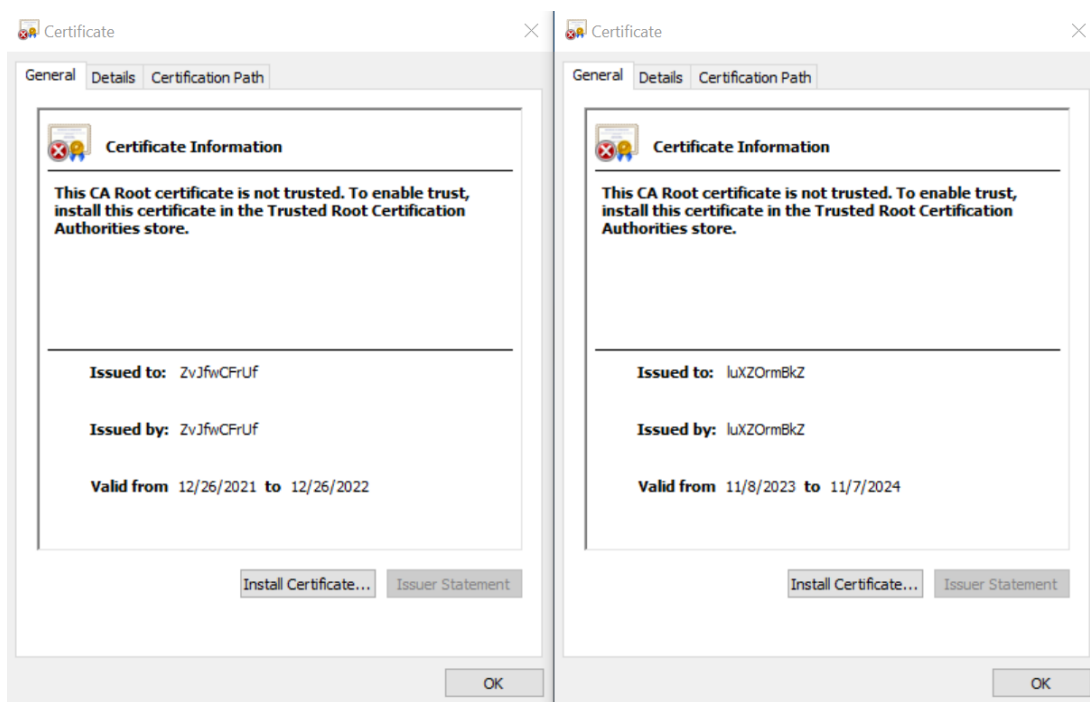 Certificate
General Details Certification Path
Certificate Information
This CA Root certificate is not trusted. To enable trust,
install this certificate in the Trusted Root Certification
Authorities store.
Issued to: ZvJfwCFrUf
Issued by: ZvJfwCFrUf
Valid from 12/26/2021 to 12/26/2022
Install Certificate... Issuer Statement
OK
Certificate
General Details Certification Path
Certificate Information
This CA Root certificate is not trusted. To enable trust,
install this certificate in the Trusted Root Certification
Authorities store.
Issued to: luXZOrmBkZ
Issued by: luXZOrmBkZ
Valid from 11/8/2023 to 11/7/2024
Install Certificate... Issuer Statement
OK